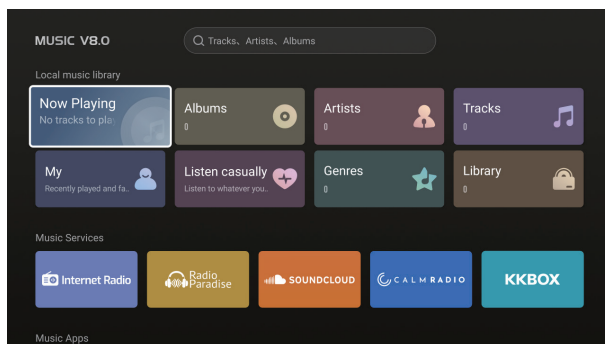 MUSIC V8.0
Tracks、Artists、Albums
Local music library
Now Playing
No tracks to play
Albums
0
Artists
0
Tracks
0
My
Recently played and fa..
Listen casually
Listen to whatever you..
Genres
0
Library
0
Music Services
Internet Radio
Radio Paradise
SOUNDCLOUD
CALM RADIO
KKBOX
Music Apps